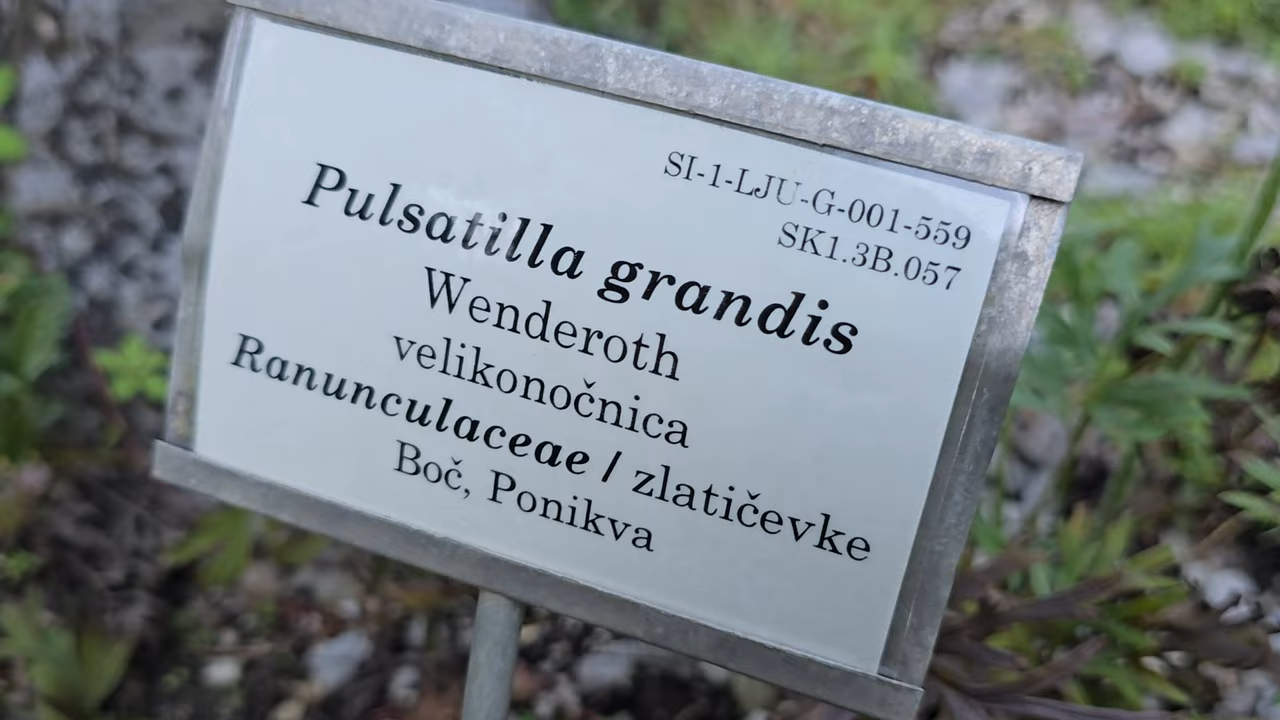 SI-1-LJU-G-001-559
SK1.3B.057
Pulsatilla grandis
Wenderoth
velikonočnica
Ranunculaceae / zlatičevke
Boč, Ponikva